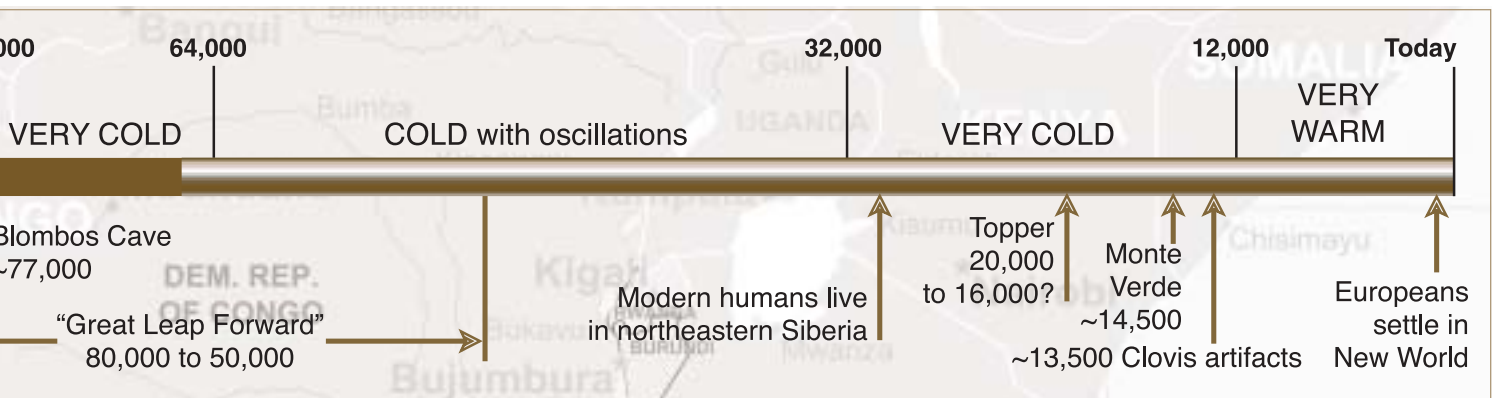 000
64,000
32,000
12,000
Today
VERY COLD
COLD with oscillations
VERY COLD
VERY
WARM
Blombos Cave
~77,000
"Great Leap Forward"
80,000 to 50,000
Modern humans live
in northeastern Siberia
Topper
20,000
to 16,000?
Monte
Verde
~14,500
~13,500 Clovis artifacts
Europeans
settle in
New World
Bangui
Bumba
Gulu
UGANDA
KENYA
SOMALIA
Kisumu
Chisimayu
Nairobi
DEM. REP.
OF CONGO
Kigali
RWANDA
Bukavu
BURUNDI
Mwanza
Bujumbura